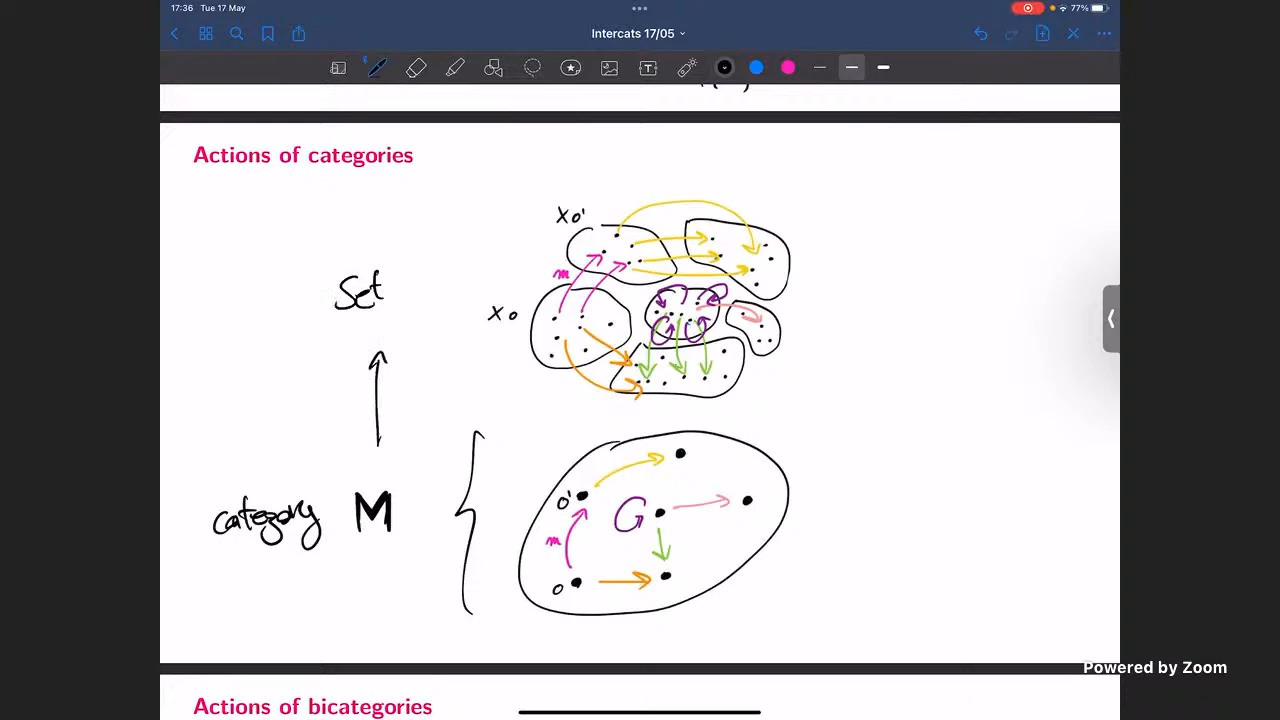 17:36 Tue 17 May
77%
Intercats 17/05
Actions of categories
Xo'
m
Set
Xo
o'
m
category M
o
Powered by Zoom
Actions of bicategories